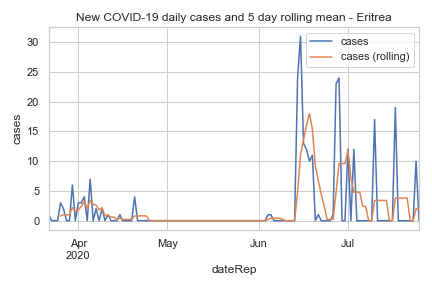 New COVID-19 daily cases and 5 day rolling mean - Eritrea
cases
cases (rolling)
30
25
20
15
10
5
0
cases
Apr
2020
May
Jun
Jul
dateRep